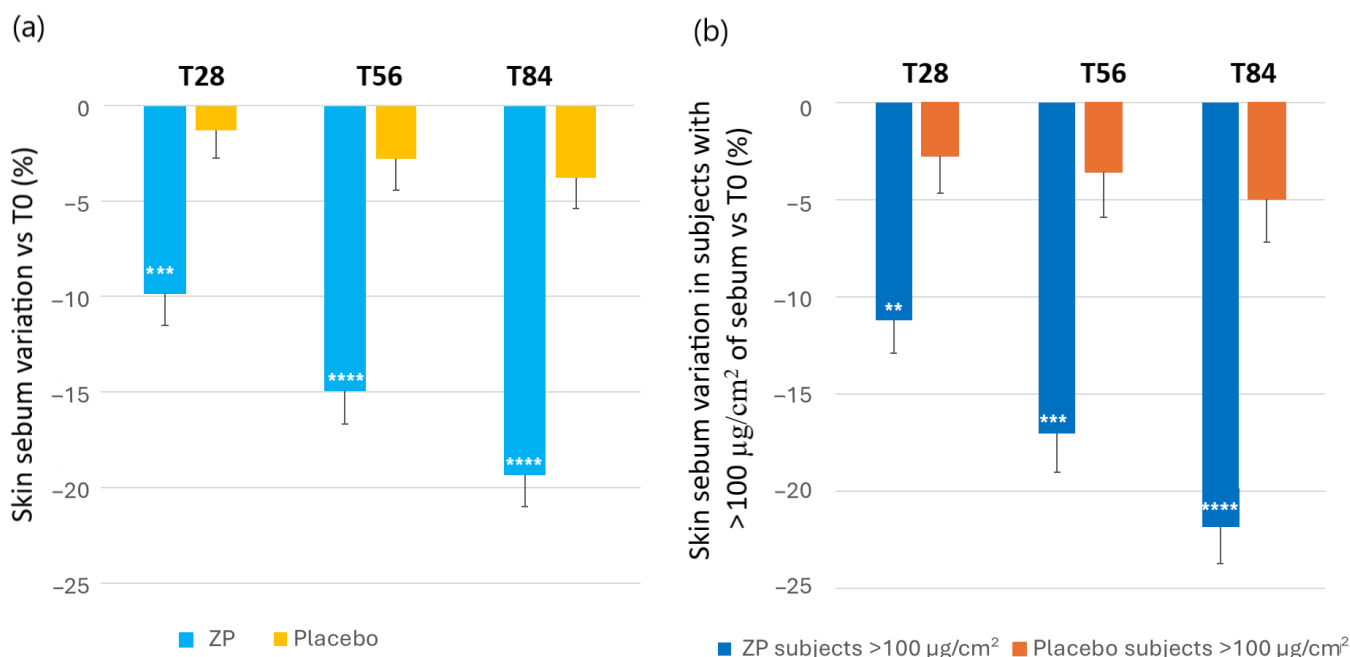 (a)
T28 T56 T84
Skin sebum variation vs T0 (%)
0
−5
−10
−15
−20
−25
***
****
****
ZP Placebo
(b)
T28 T56 T84
Skin sebum variation in subjects with
>100 μg/cm² of sebum vs T0 (%)
0
−5
−10
−15
−20
−25
**
***
****
ZP subjects >100 μg/cm² Placebo subjects >100 μg/cm²